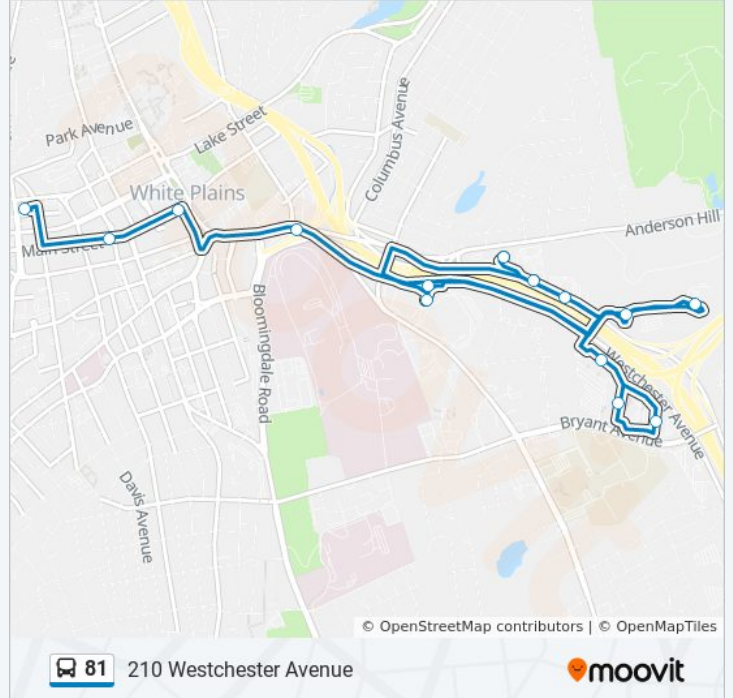 Park Avenue
Lake Street
Columbus Avenue
White Plains
Anderson Hill
Main Street
Bloomingdale Road
Westchester Avenue
Bryant Avenue
Davis Avenue
© OpenStreetMap contributors | © OpenMapTiles
81 210 Westchester Avenue
moovit